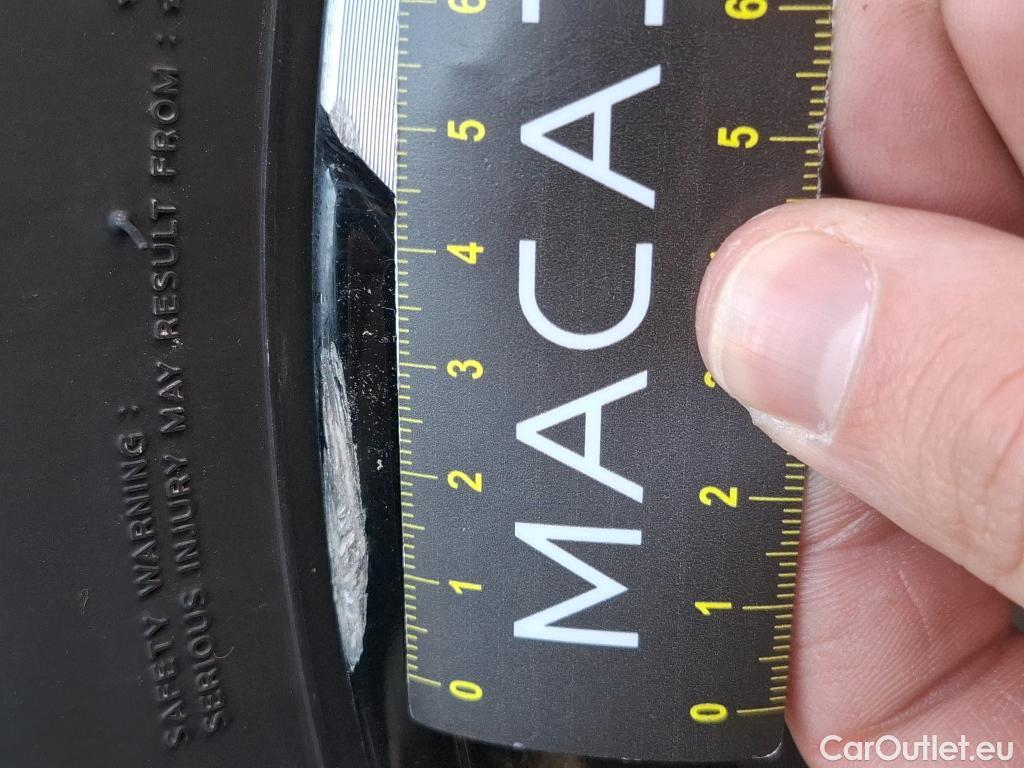 SAFETY WARNING :
SERIOUS INJURY MAY RESULT FROM :
0 1 2 3 4 5 6
MACA
0 1 2 5 6
CarOutlet.eu